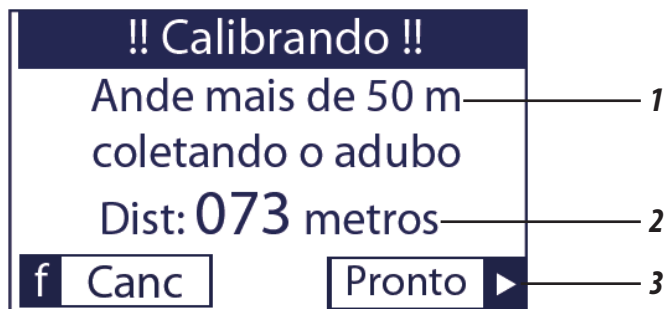 !! Calibrando !!
Ande mais de 50 m 1
coletando o adubo
Dist: 073 metros 2
f Canc Pronto ▶ 3